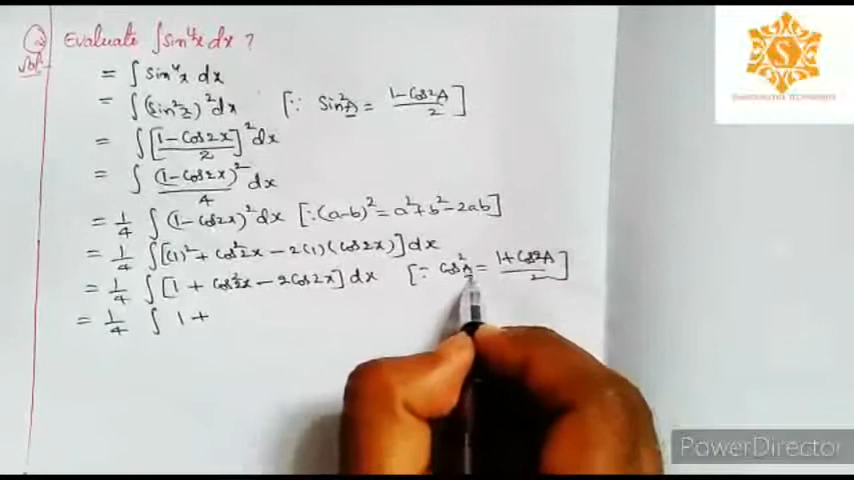 Q Evaluate ∫sin⁴x dx ?
Sol:- = ∫ sin⁴x dx
= ∫ (sin²x)² dx [∵ sin²A = (1-cos2A)/2]
= ∫ [(1-cos2x)/2]² dx
= ∫ (1-cos2x)²/4 dx
= 1/4 ∫ (1-cos2x)² dx [∵(a-b)² = a²+b²-2ab]
= 1/4 ∫[(1)² + cos²2x - 2(1)(cos2x)] dx
= 1/4 ∫ [1 + cos²2x - 2cos2x] dx [∵ cos²A = (1+cos2A)/2]
= 1/4 ∫ 1 +
PowerDirector